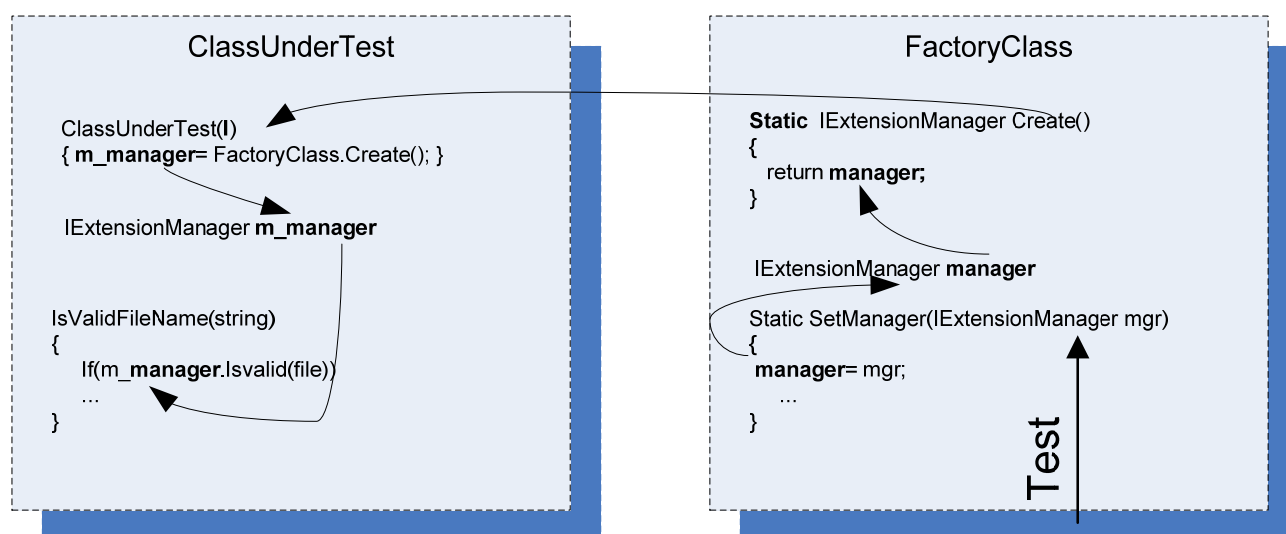 ClassUnderTest
ClassUnderTest(I)
{ m_manager= FactoryClass.Create(); }
IExtensionManager m_manager
IsValidFileName(string)
{
If(m_manager.Isvalid(file))
...
}
FactoryClass
Static IExtensionManager Create()
{
return manager;
}
IExtensionManager manager
Static SetManager(IExtensionManager mgr)
{
manager= mgr;
...
}
Test